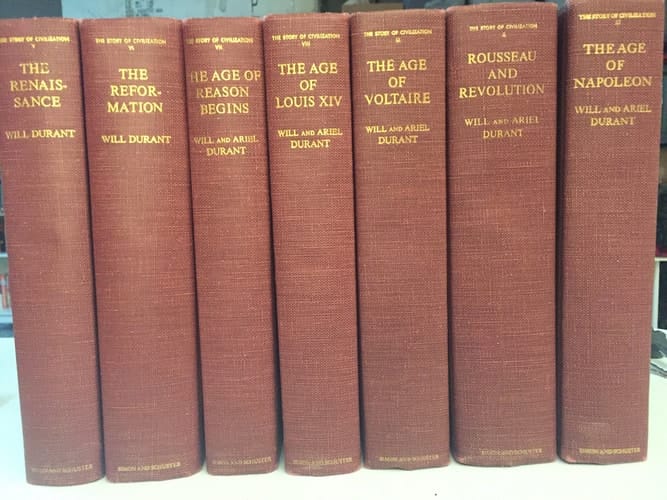 THE STORY OF CIVILIZATION
V
THE
RENAIS-
SANCE
WILL DURANT
SIMON AND SCHUSTER
THE STORY OF CIVILIZATION
VI
THE
REFOR-
MATION
WILL DURANT
SIMON AND SCHUSTER
THE STORY OF CIVILIZATION
VII
THE AGE OF
REASON
BEGINS
WILL AND ARIEL
DURANT
SIMON AND SCHUSTER
THE STORY OF CIVILIZATION
VIII
THE AGE
OF
LOUIS XIV
WILL AND ARIEL
DURANT
SIMON AND SCHUSTER
THE STORY OF CIVILIZATION
THE AGE
OF
VOLTAIRE
WILL AND ARIEL
DURANT
SIMON AND SCHUSTER
THE STORY OF CIVILIZATION
ROUSSEAU
AND
REVOLUTION
WILL AND ARIEL
DURANT
SIMON AND SCHUSTER
THE STORY OF CIVILIZATION
XI
THE AGE OF
NAPOLEON
WILL AND ARIEL
DURANT
SIMON AND SCHUSTER